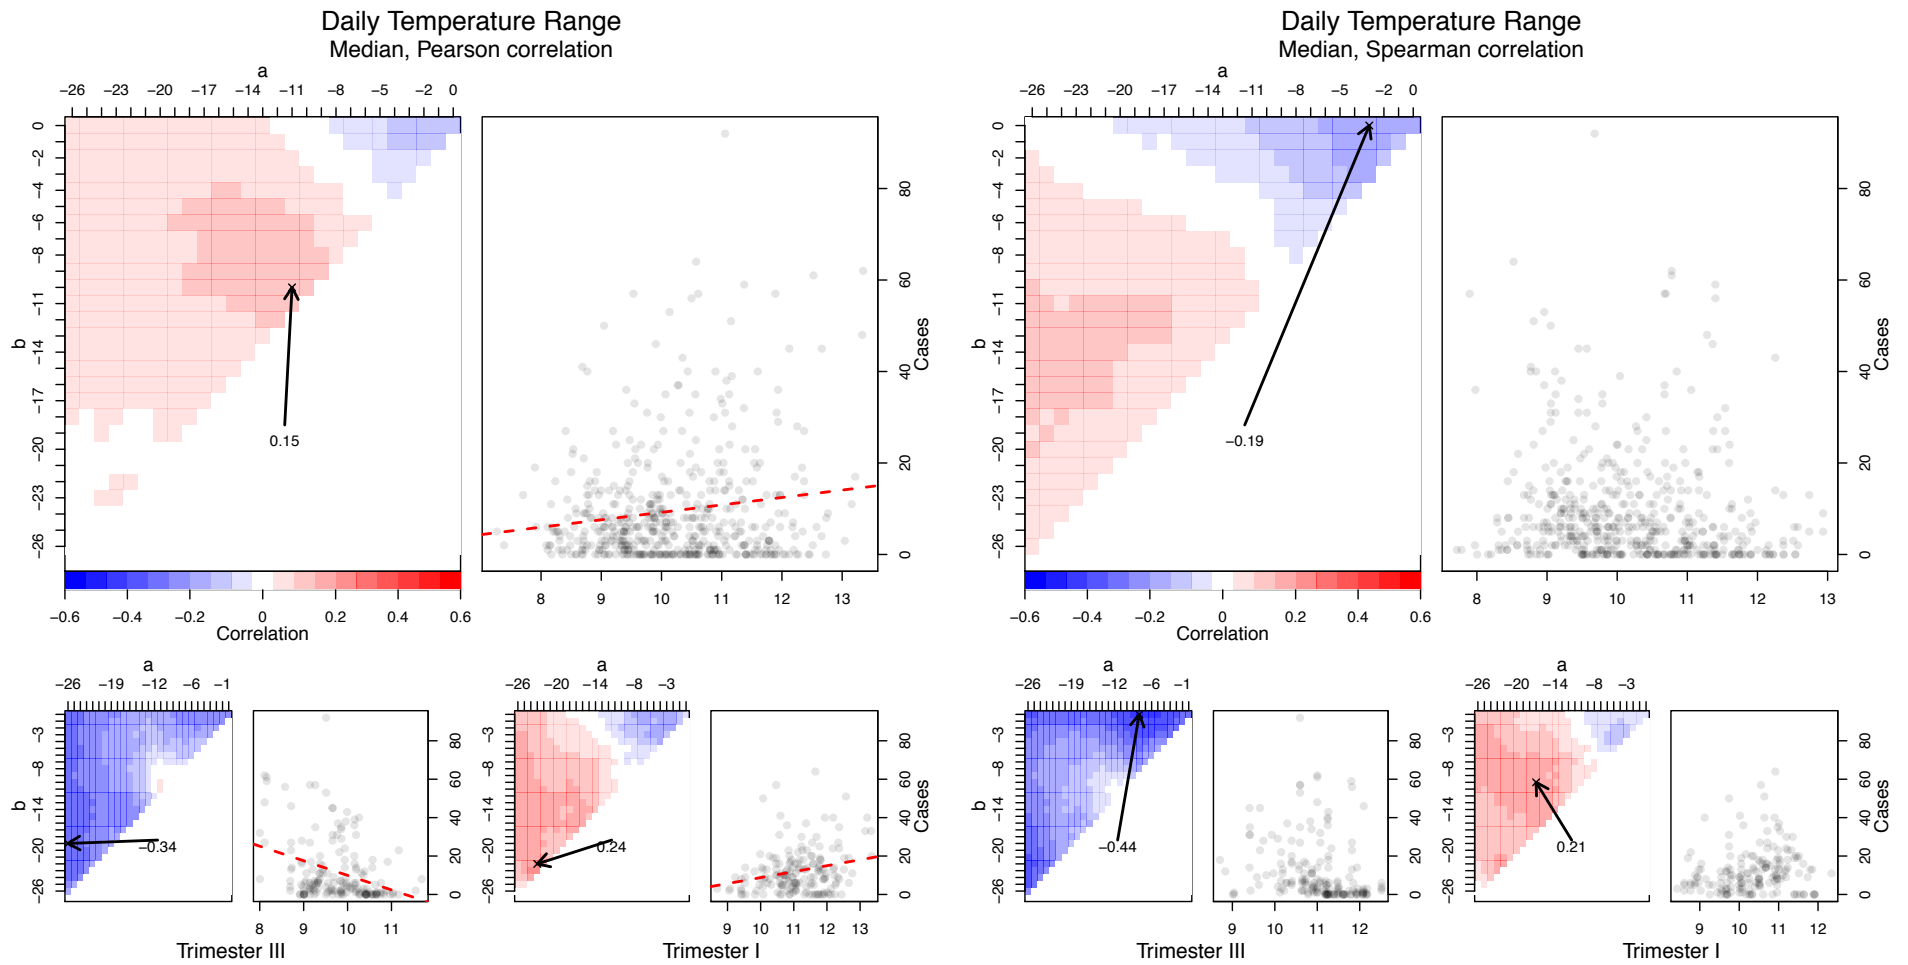 Daily Temperature Range
Median, Pearson correlation
a
−26 −23 −20 −17 −14 −11 −8 −5 −2 0
b
0 −2 −4 −6 −8 −11 −14 −17 −20 −23 −26
0.15
−0.6 −0.4 −0.2 0 0.2 0.4 0.6
Correlation
8 9 10 11 12 13
0 20 40 60 80
Cases
Daily Temperature Range
Median, Spearman correlation
a
−26 −23 −20 −17 −14 −11 −8 −5 −2 0
b
0 −2 −4 −6 −8 −11 −14 −17 −20 −23 −26
−0.19
−0.6 −0.4 −0.2 0 0.2 0.4 0.6
Correlation
8 9 10 11 12 13
0 20 40 60 80
Cases
a
−26 −19 −12 −6 −1
b
−3 −8 −14 −20 −26
−0.34
8 9 10 11
0 20 40 60 80
Trimester III
a
−26 −20 −14 −8 −3
−3 −8 −14 −20 −26
0.24
9 10 11 12 13
0 20 40 60 80
Cases
Trimester I
a
−26 −19 −12 −6 −1
b
−3 −8 −14 −20 −26
−0.44
9 10 11 12
0 20 40 60 80
Trimester III
a
−26 −20 −14 −8 −3
−3 −8 −14 −20 −26
0.21
9 10 11 12
0 20 40 60 80
Cases
Trimester I